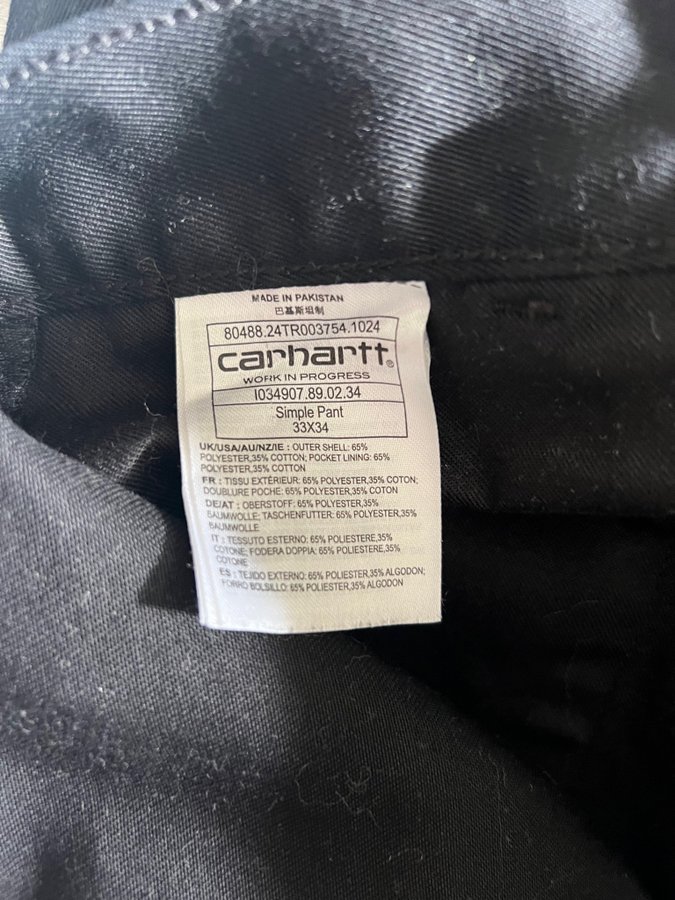 MADE IN PAKISTAN
巴基斯坦制
80488.24TR003754.1024
carhartt®
WORK IN PROGRESS
I034907.89.02.34
Simple Pant
33X34
UK/USA/AU/NZ/IE : OUTER SHELL: 65%
POLYESTER,35% COTTON; POCKET LINING: 65%
POLYESTER,35% COTTON
FR : TISSU EXTÉRIEUR: 65% POLYESTER,35% COTON;
DOUBLURE POCHE: 65% POLYESTER,35% COTON
DE/AT : OBERSTOFF: 65% POLYESTER,35%
BAUMWOLLE; TASCHENFUTTER: 65% POLYESTER,35%
BAUMWOLLE
IT : TESSUTO ESTERNO: 65% POLIESTERE,35%
COTONE; FODERA DOPPIA: 65% POLIESTERE,35%
COTONE
ES : TEJIDO EXTERNO: 65% POLIESTER,35% ALGODON;
FORRO BOLSILLO: 65% POLIESTER,35% ALGODON